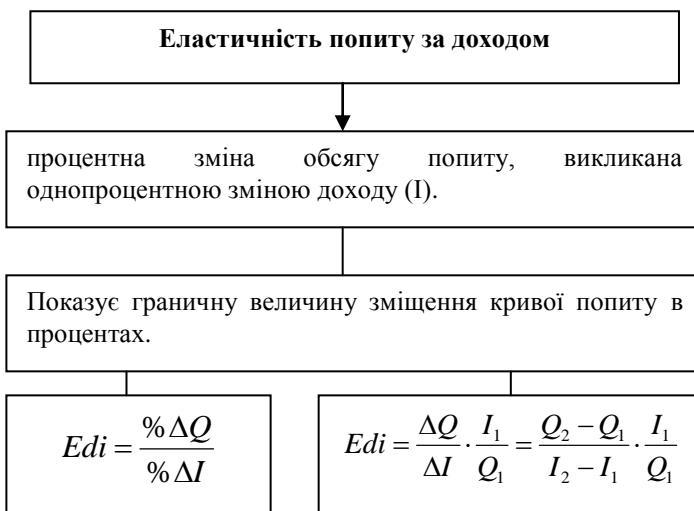 Еластичність попиту за доходом
процентна зміна обсягу попиту, викликана
однопроцентною зміною доходу (I).
Показує граничну величину зміщення кривої попиту в
процентах.
Edi = %ΔQ / %ΔI
Edi = ΔQ/ΔI · I₁/Q₁ = (Q₂ − Q₁)/(I₂ − I₁) · I₁/Q₁